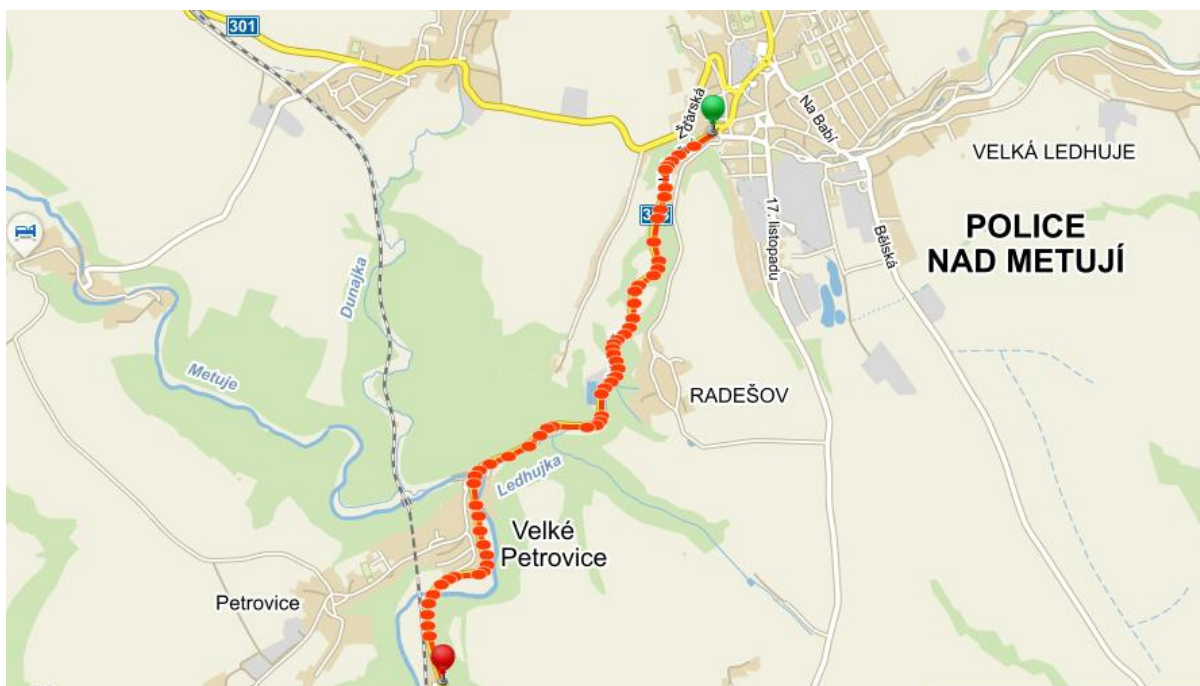 301
Žďárská
Na Babí
VELKÁ LEDHUJE
POLICE
NAD METUJÍ
17. listopadu
Bělská
Dunajka
Metuje
RADEŠOV
Ledhujka
Velké
Petrovice
Petrovice